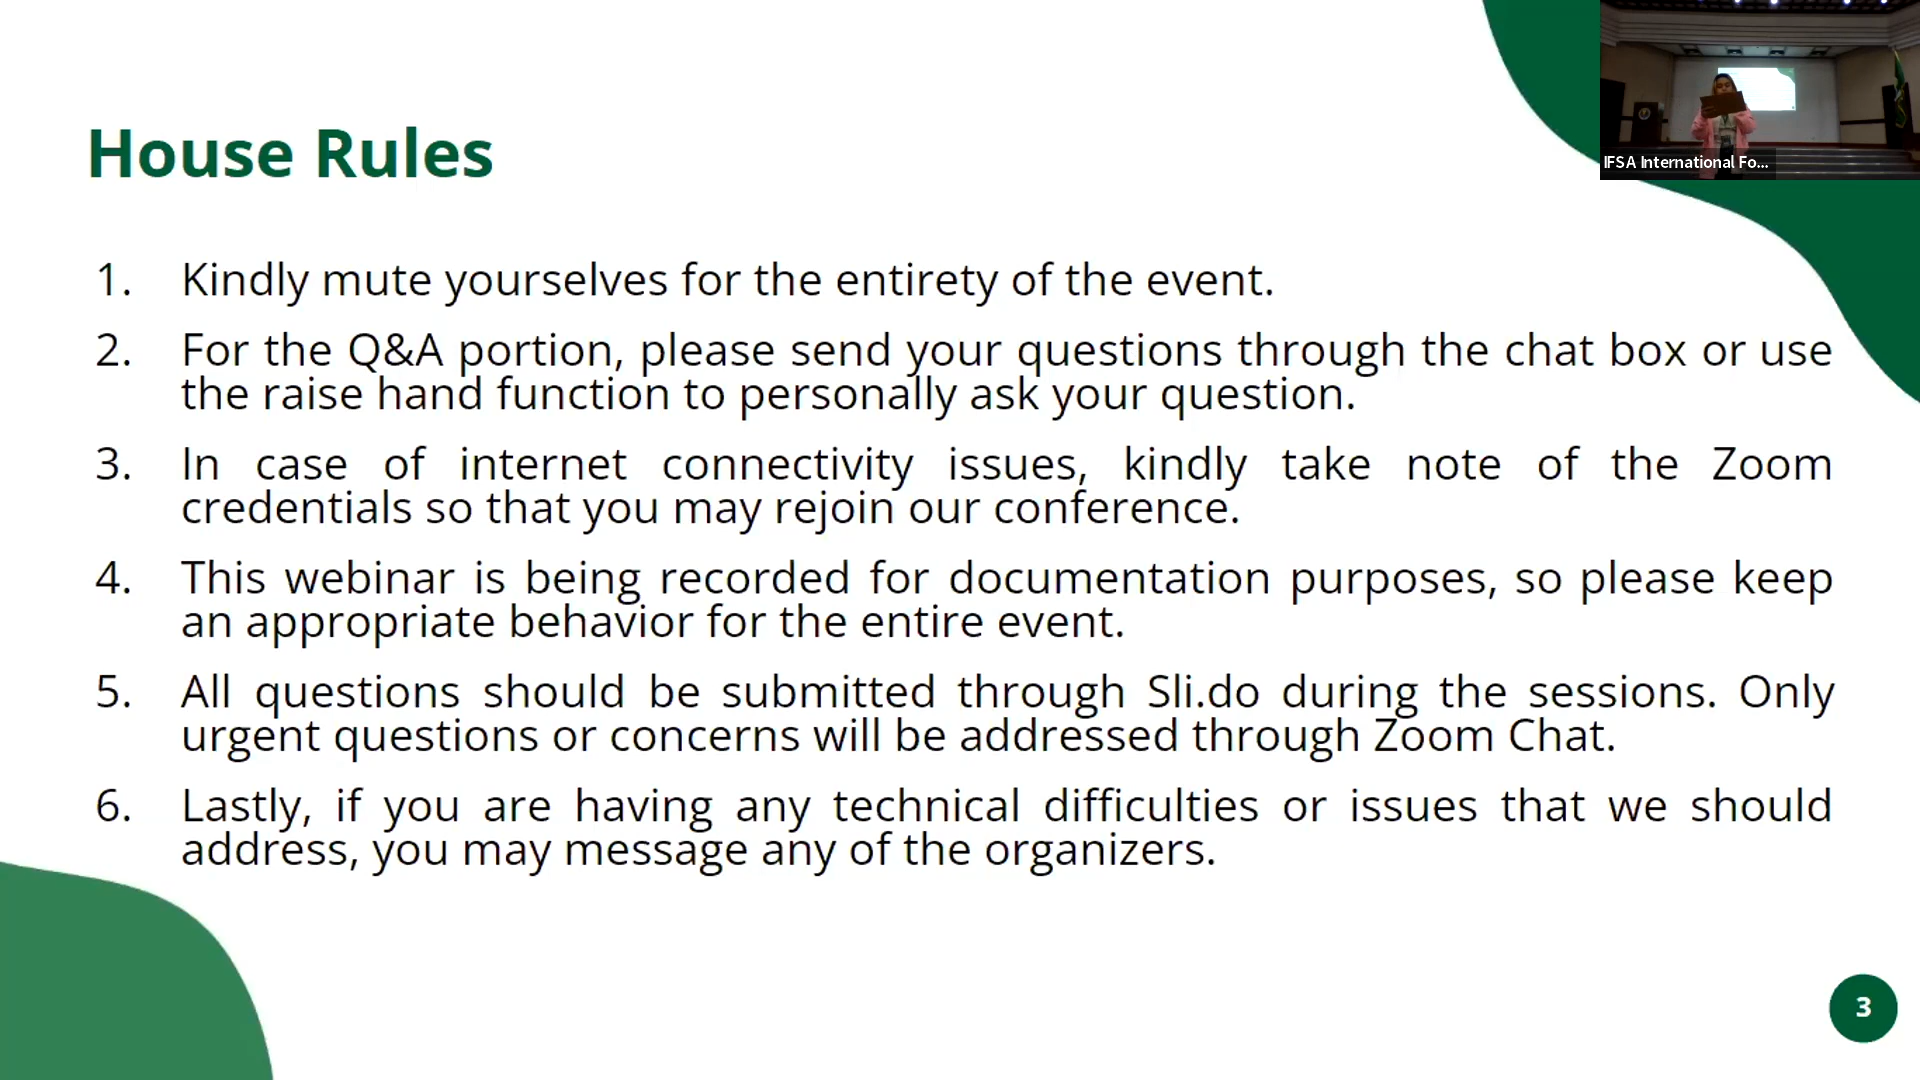 IFSA International Fo...
House Rules
1. Kindly mute yourselves for the entirety of the event.
2. For the Q&A portion, please send your questions through the chat box or use
the raise hand function to personally ask your question.
3. In case of internet connectivity issues, kindly take note of the Zoom
credentials so that you may rejoin our conference.
4. This webinar is being recorded for documentation purposes, so please keep
an appropriate behavior for the entire event.
5. All questions should be submitted through Sli.do during the sessions. Only
urgent questions or concerns will be addressed through Zoom Chat.
6. Lastly, if you are having any technical difficulties or issues that we should
address, you may message any of the organizers.
3